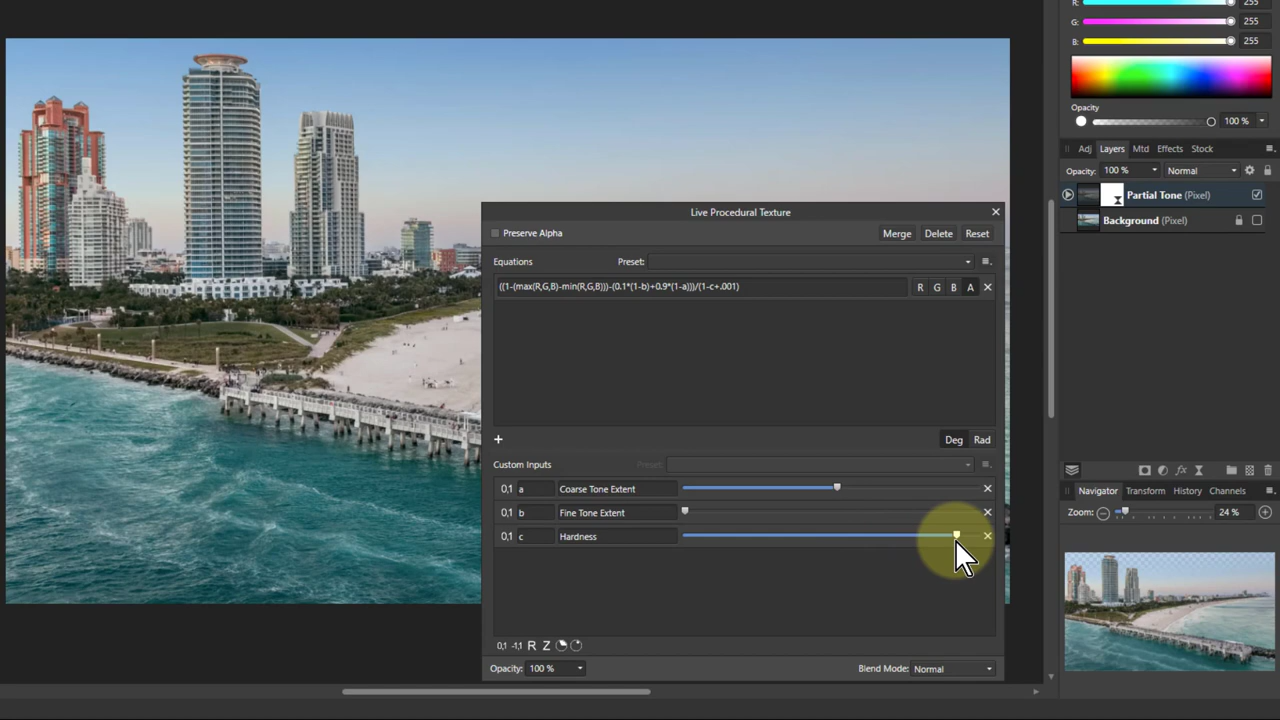 R: 255
G: 255
B: 255
Opacity
100 %
Adj Layers Mtd Effects Stock
Opacity: 100 % Normal
Partial Tone (Pixel)
Background (Pixel)
Live Procedural Texture
Preserve Alpha Merge Delete Reset
Equations Preset:
((1-(max(R,G,B)-min(R,G,B)))-(0.1*(1-b)+0.9*(1-a)))/(1-c+.001) R G B A
Deg Rad
Custom Inputs Preset:
0,1 a Coarse Tone Extent
0,1 b Fine Tone Extent
0,1 c Hardness
0,1 -1,1 R Z
Opacity: 100 % Blend Mode: Normal
Navigator Transform History Channels
Zoom: 24 %